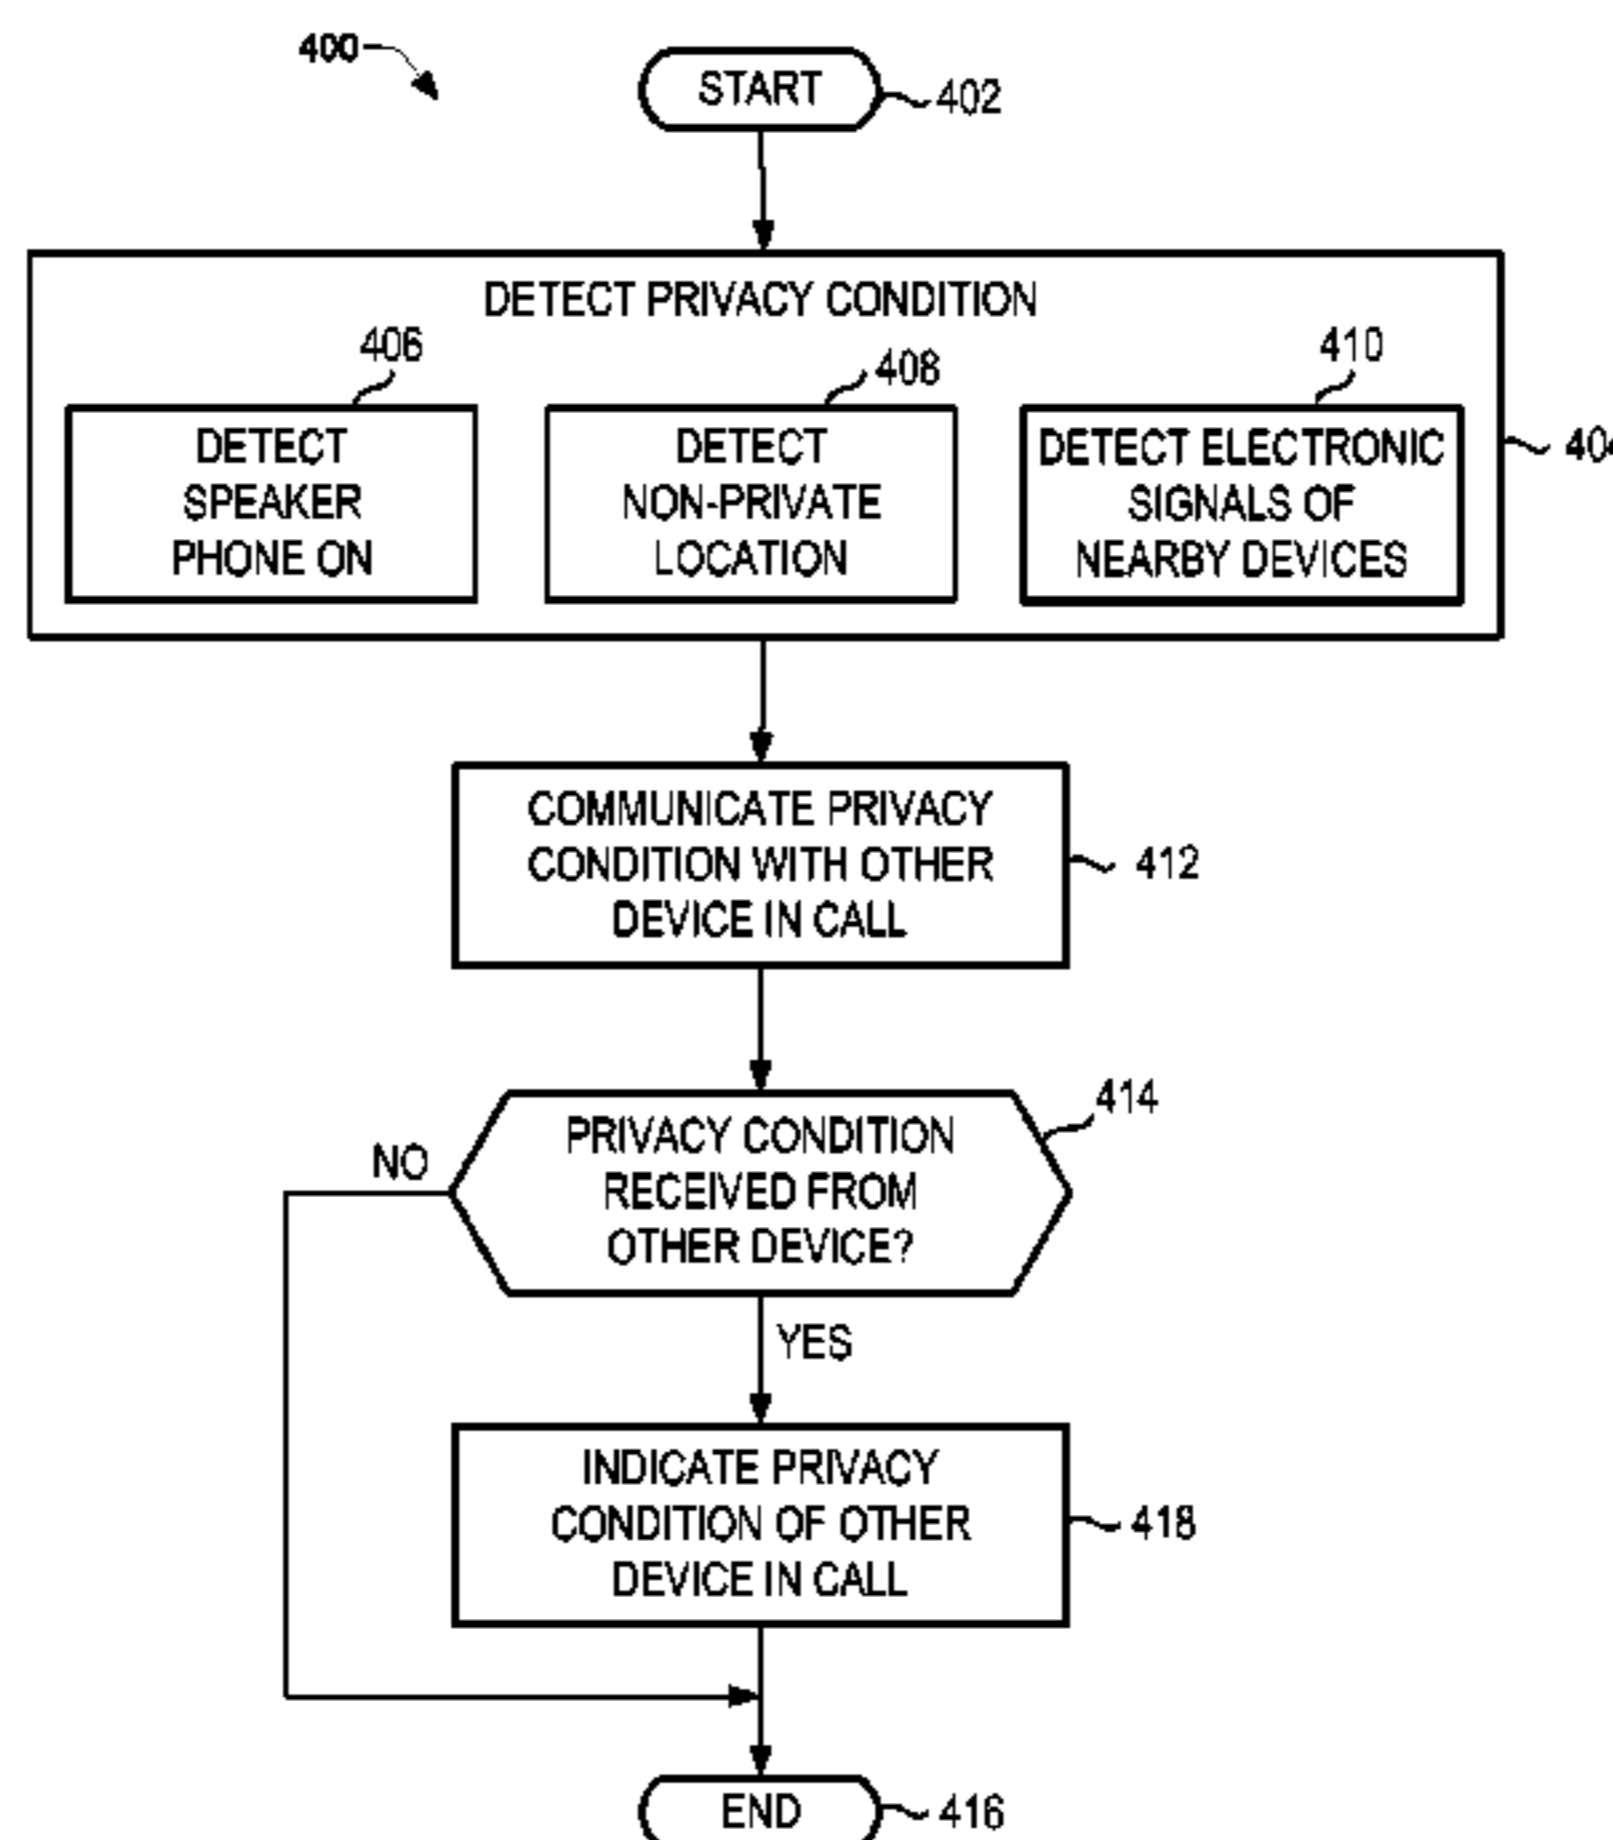 400
START
402
DETECT PRIVACY CONDITION
406
408
410
DETECT
SPEAKER
PHONE ON
DETECT
NON-PRIVATE
LOCATION
DETECT ELECTRONIC
SIGNALS OF
NEARBY DEVICES
COMMUNICATE PRIVACY
CONDITION WITH OTHER
DEVICE IN CALL
412
PRIVACY CONDITION
RECEIVED FROM
OTHER DEVICE?
414
NO
YES
INDICATE PRIVACY
CONDITION OF OTHER
DEVICE IN CALL
418
END
416